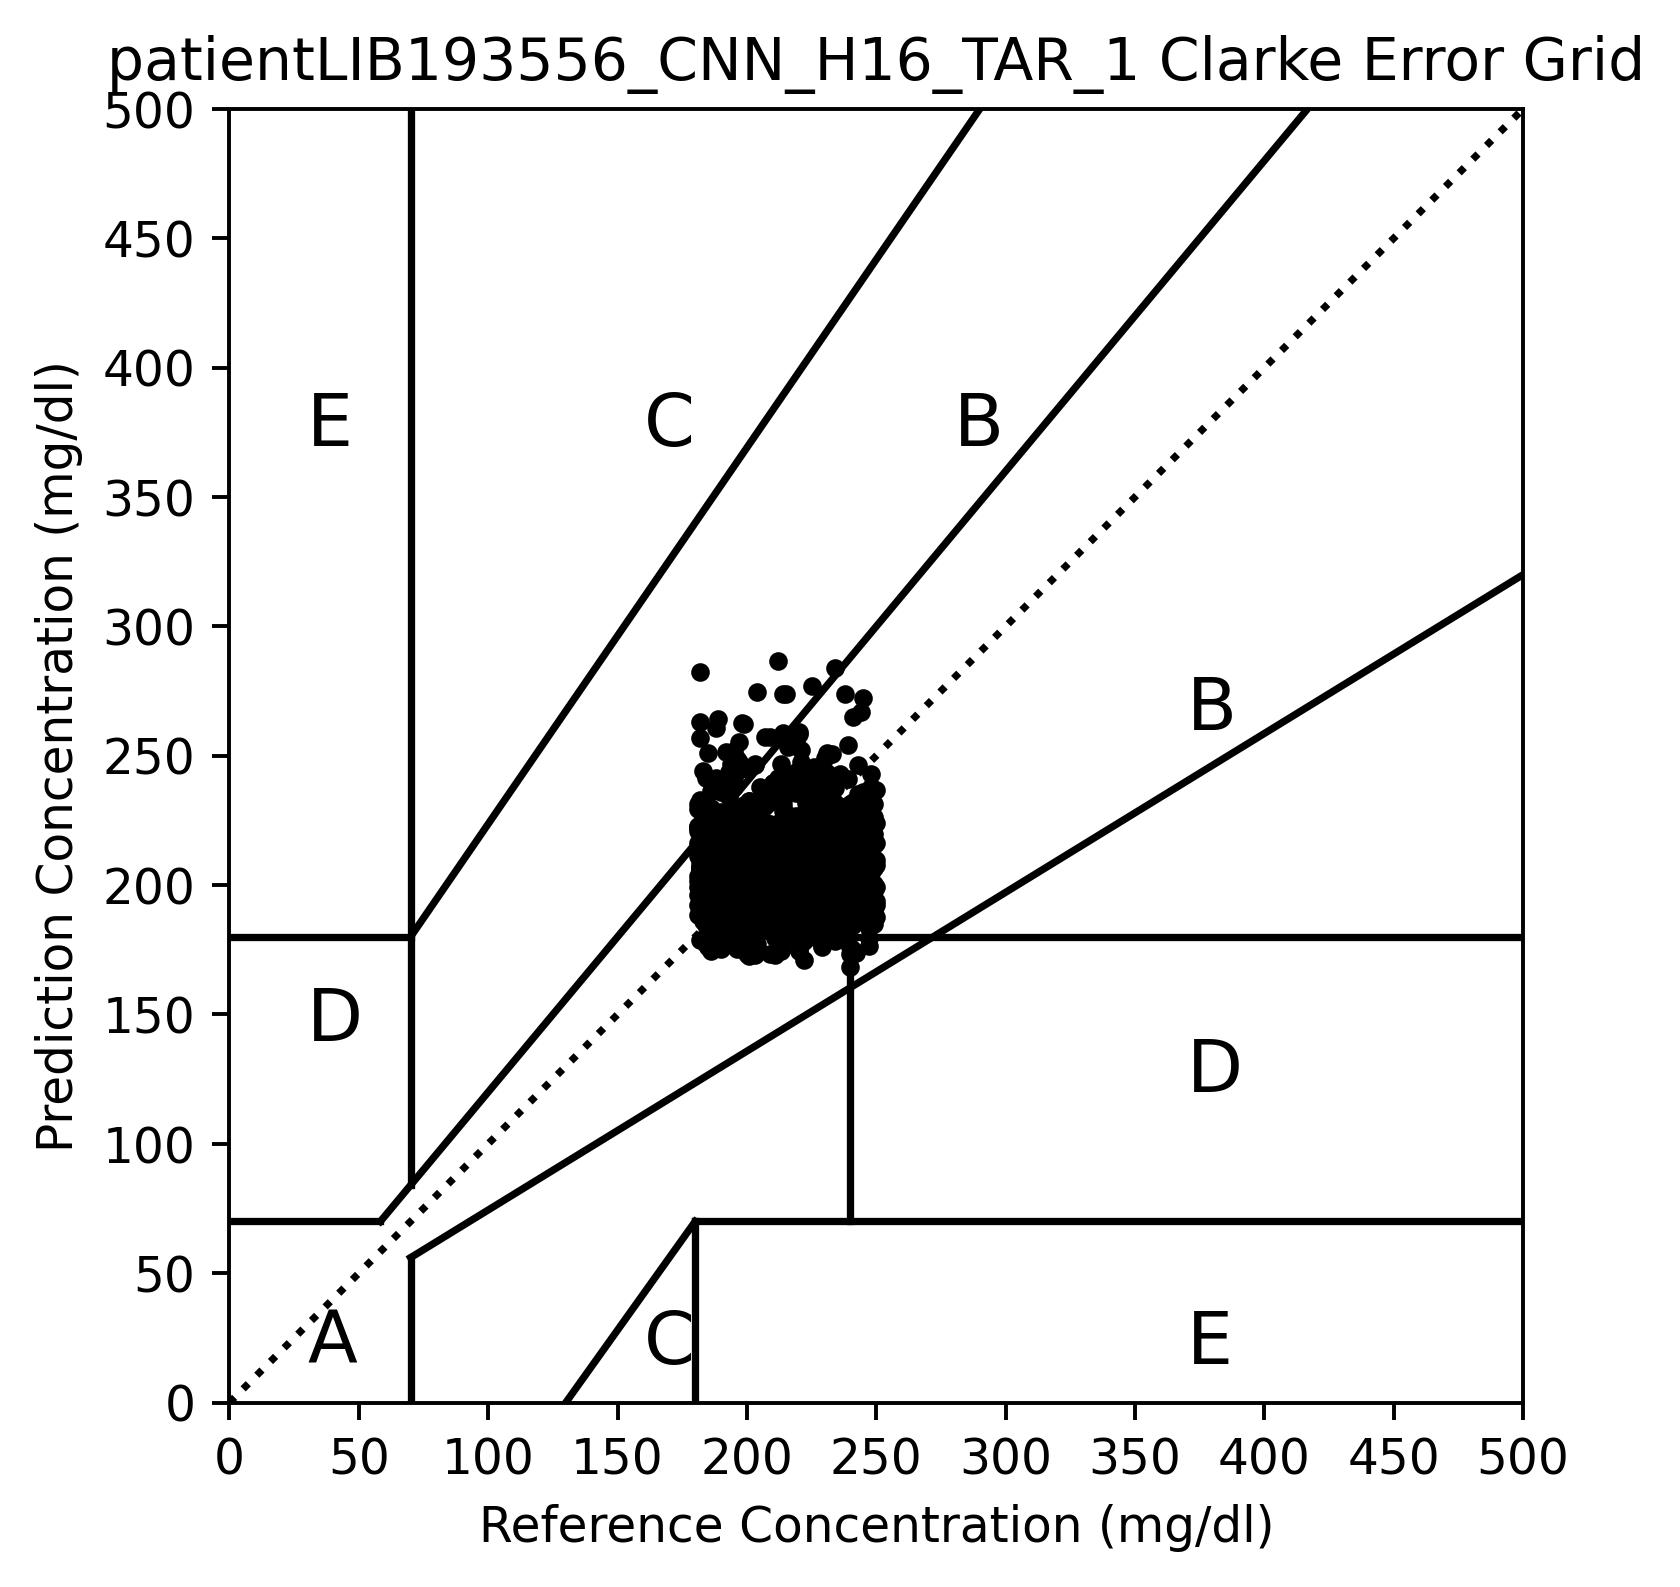 patientLIB193556_CNN_H16_TAR_1 Clarke Error Grid
500
450
400
350
300
250
200
150
100
50
0
Prediction Concentration (mg/dl)
E
C
B
B
D
D
A
C
E
0 50 100 150 200 250 300 350 400 450 500
Reference Concentration (mg/dl)